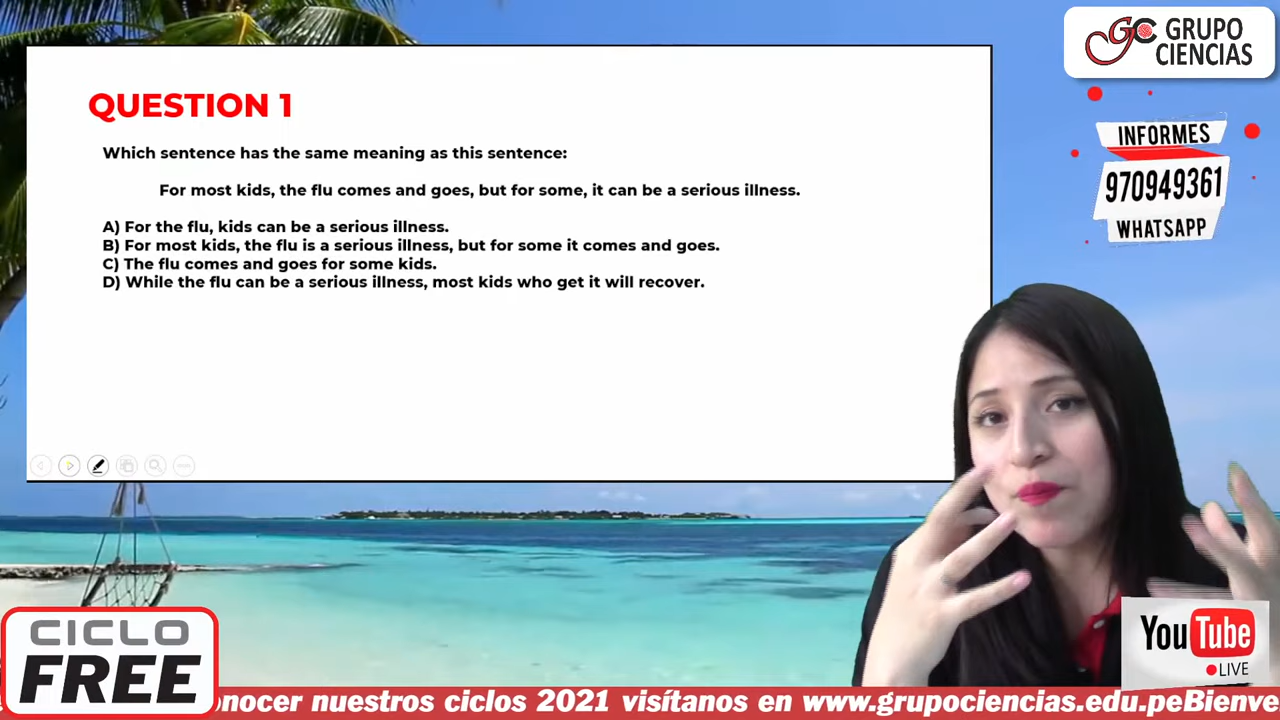 GRUPO
CIENCIAS
INFORMES
970949361
WHATSAPP
QUESTION 1
Which sentence has the same meaning as this sentence:
For most kids, the flu comes and goes, but for some, it can be a serious illness.
A) For the flu, kids can be a serious illness.
B) For most kids, the flu is a serious illness, but for some it comes and goes.
C) The flu comes and goes for some kids.
D) While the flu can be a serious illness, most kids who get it will recover.
YouTube
LIVE
CICLO
FREE
onocer nuestros ciclos 2021 visítanos en www.grupociencias.edu.peBienve